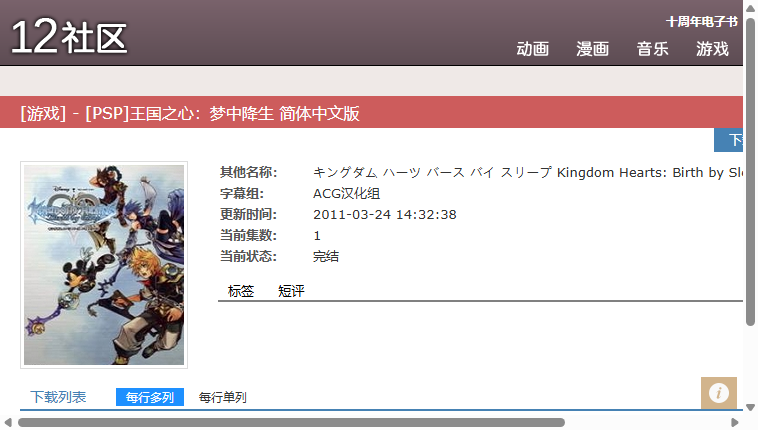 12社区
十周年电子书
动画 漫画 音乐 游戏
[游戏] - [PSP]王国之心：梦中降生 简体中文版
其他名称： キングダム ハーツ バース バイ スリープ Kingdom Hearts: Birth by
字幕组： ACG汉化组
更新时间： 2011-03-24 14:32:38
当前集数： 1
当前状态： 完结
标签 短评
下载列表 每行多列 每行单列